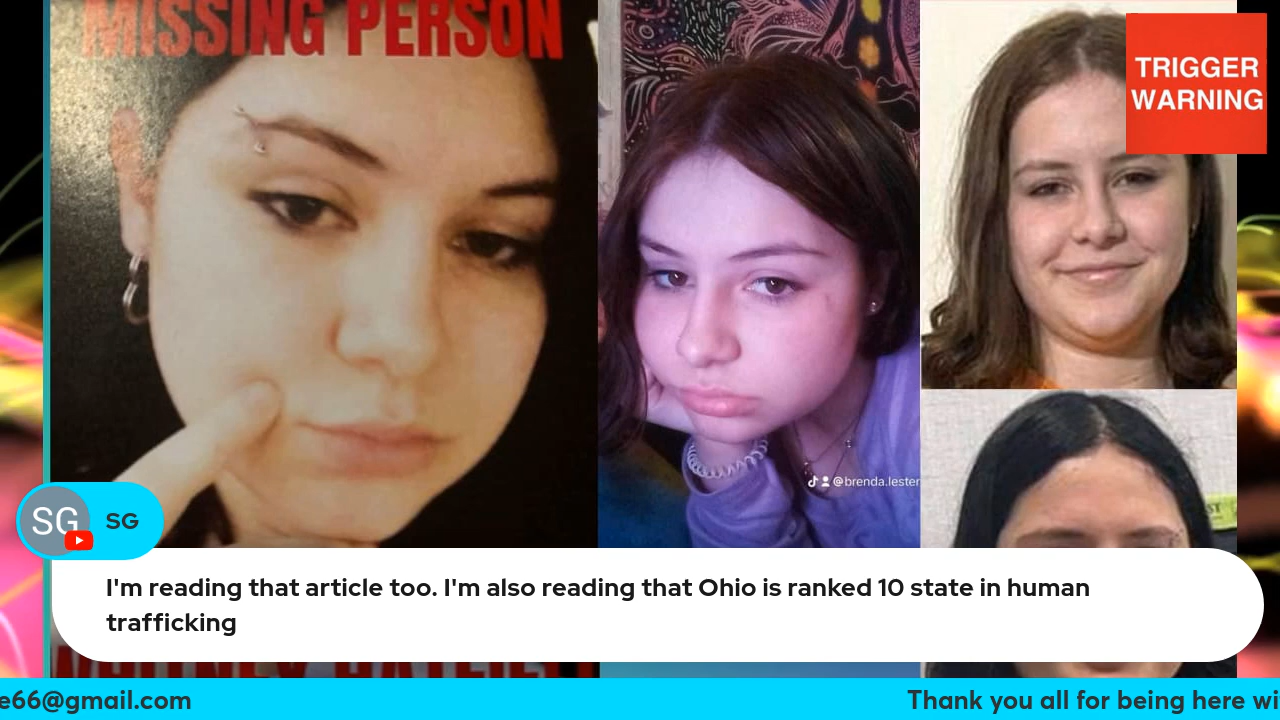 MISSING PERSON
TRIGGER
WARNING
@brenda.lester
SG
SG
I'm reading that article too. I'm also reading that Ohio is ranked 10 state in human
trafficking
e66@gmail.com
Thank you all for being here wi